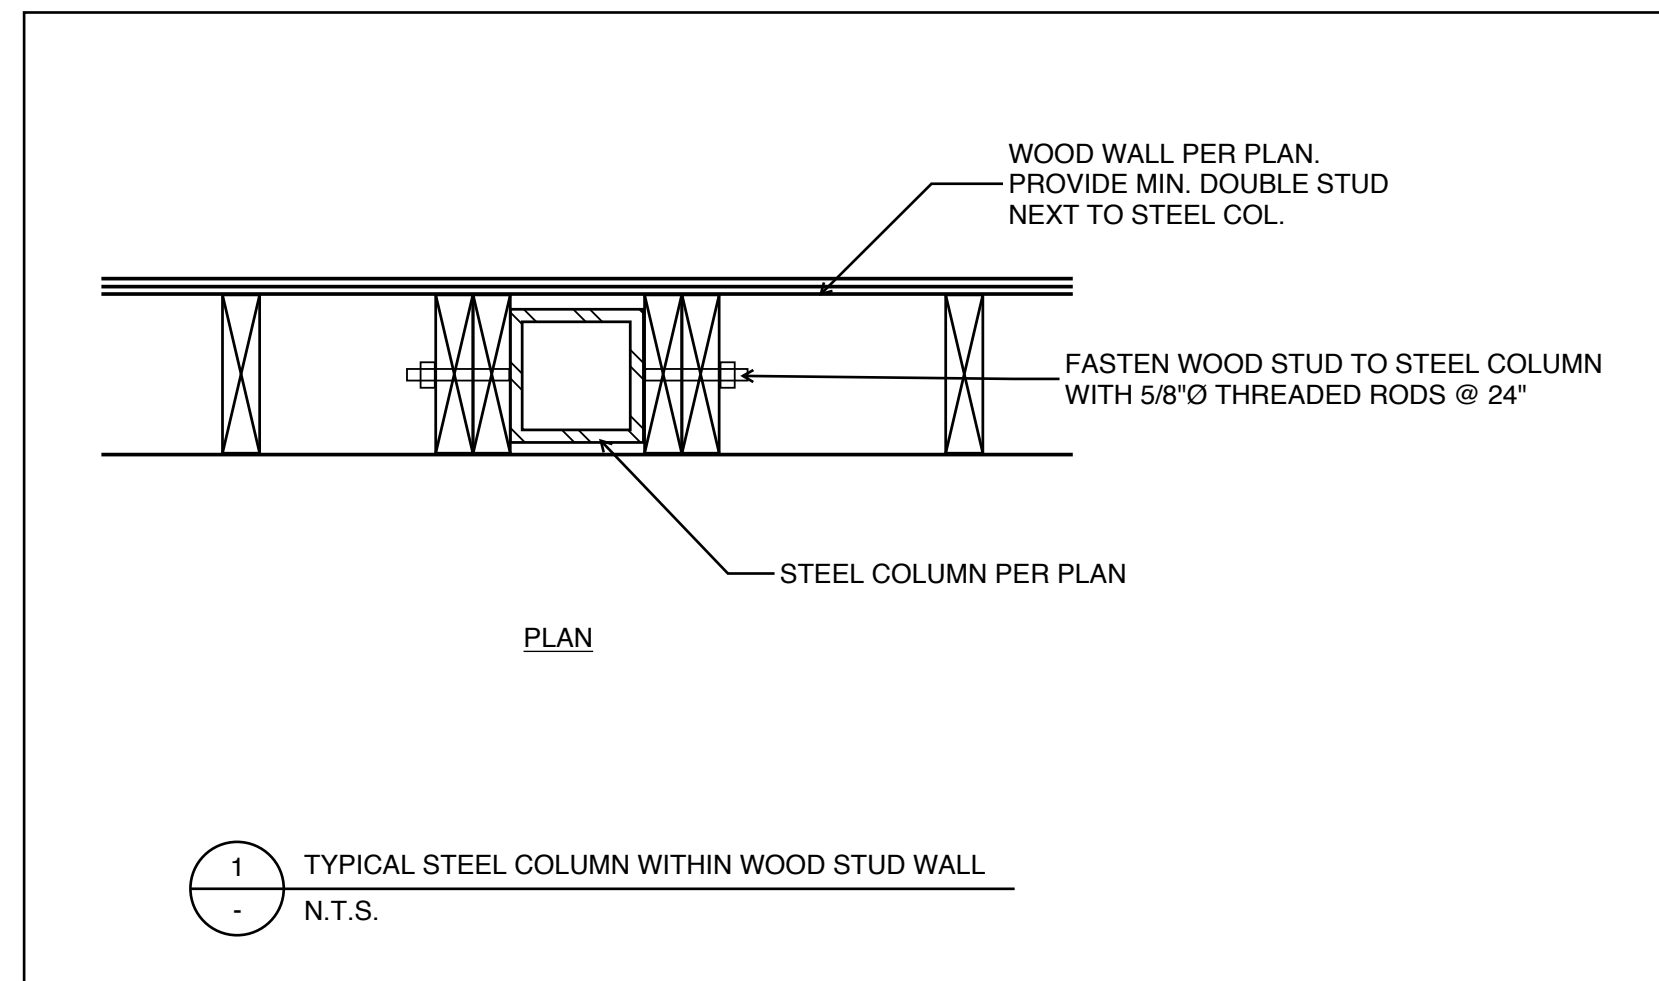 WOOD WALL PER PLAN.
PROVIDE MIN. DOUBLE STUD
NEXT TO STEEL COL.
FASTEN WOOD STUD TO STEEL COLUMN
WITH 5/8"Ø THREADED RODS @ 24"
STEEL COLUMN PER PLAN
PLAN
1
TYPICAL STEEL COLUMN WITHIN WOOD STUD WALL
-
N.T.S.